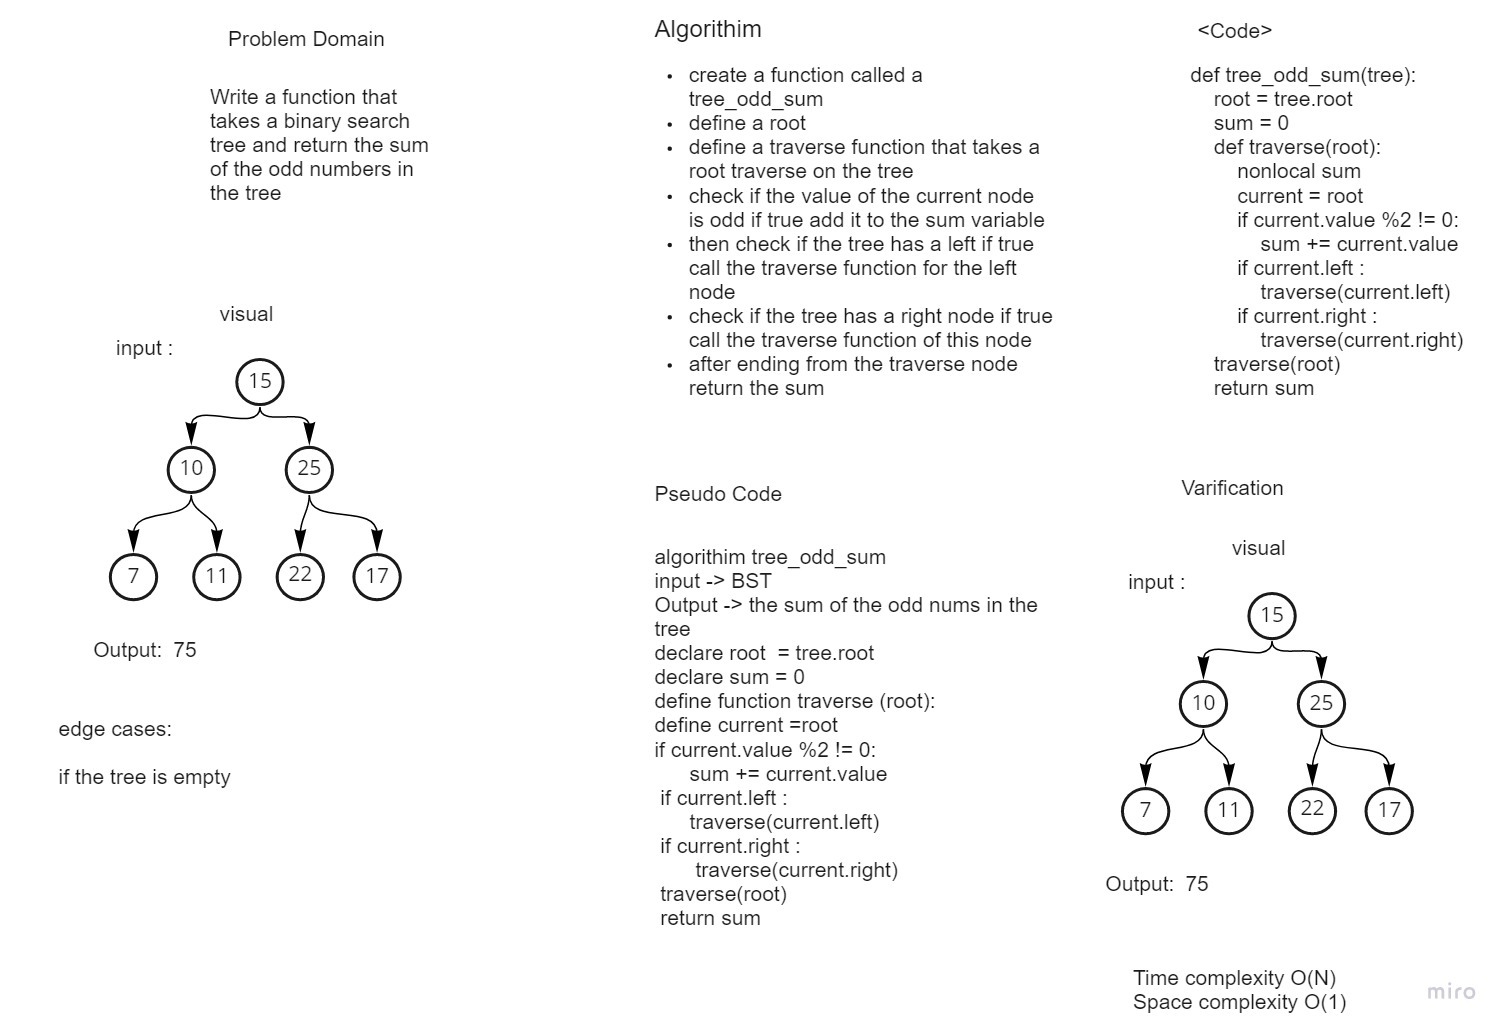 Problem Domain
Write a function that
takes a binary search
tree and return the sum
of the odd numbers in
the tree
visual
input :
15
10 25
7 11 22 17
Output:  75
edge cases:
if the tree is empty
Algorithim
• create a function called a
tree_odd_sum
• define a root
• define a traverse function that takes a
root traverse on the tree
• check if the value of the current node
is odd if true add it to the sum variable
• then check if the tree has a left if true
call the traverse function for the left
node
• check if the tree has a right node if true
call the traverse function of this node
• after ending from the traverse node
return the sum
Pseudo Code
algorithim tree_odd_sum
input -> BST
Output -> the sum of the odd nums in the
tree
declare root  = tree.root
declare sum = 0
define function traverse (root):
define current =root
if current.value %2 != 0:
      sum += current.value
 if current.left :
      traverse(current.left)
 if current.right :
       traverse(current.right)
 traverse(root)
 return sum
<Code>
def tree_odd_sum(tree):
    root = tree.root
    sum = 0
    def traverse(root):
        nonlocal sum
        current = root
        if current.value %2 != 0:
            sum += current.value
        if current.left :
            traverse(current.left)
        if current.right :
            traverse(current.right)
    traverse(root)
    return sum
Varification
visual
input :
15
10 25
7 11 22 17
Output:  75
Time complexity O(N)
Space complexity O(1)
miro